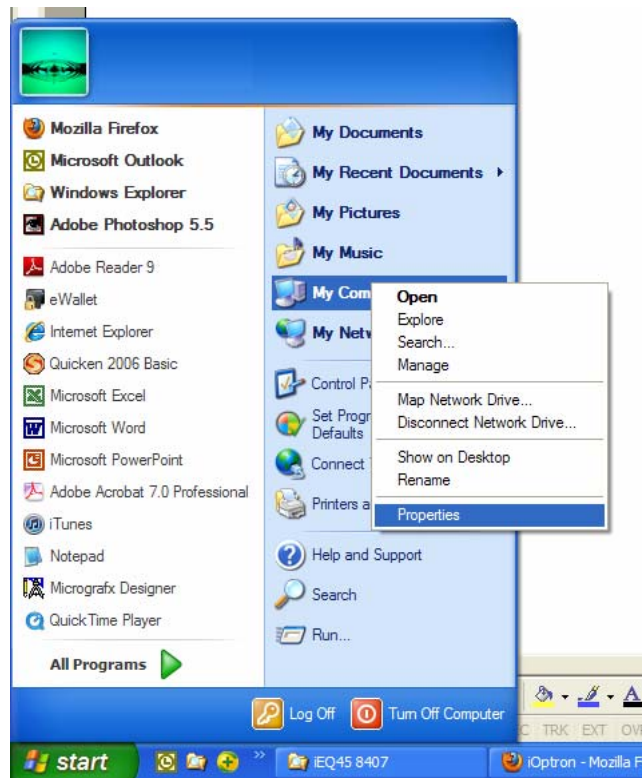 Mozilla Firefox
Microsoft Outlook
Windows Explorer
Adobe Photoshop 5.5
Adobe Reader 9
eWallet
Internet Explorer
Quicken 2006 Basic
Microsoft Excel
Microsoft Word
Microsoft PowerPoint
Adobe Acrobat 7.0 Professional
iTunes
Notepad
Micrografx Designer
QuickTime Player
All Programs
My Documents
My Recent Documents
My Pictures
My Music
My Com
My Netw
Control Pa
Set Progr
Defaults
Connect
Printers a
Help and Support
Search
Run...
Open
Explore
Search...
Manage
Map Network Drive...
Disconnect Network Drive...
Show on Desktop
Rename
Properties
Log Off
Turn Off Computer
TRK EXT OV
start
iEQ45 8407
iOptron - Mozilla F